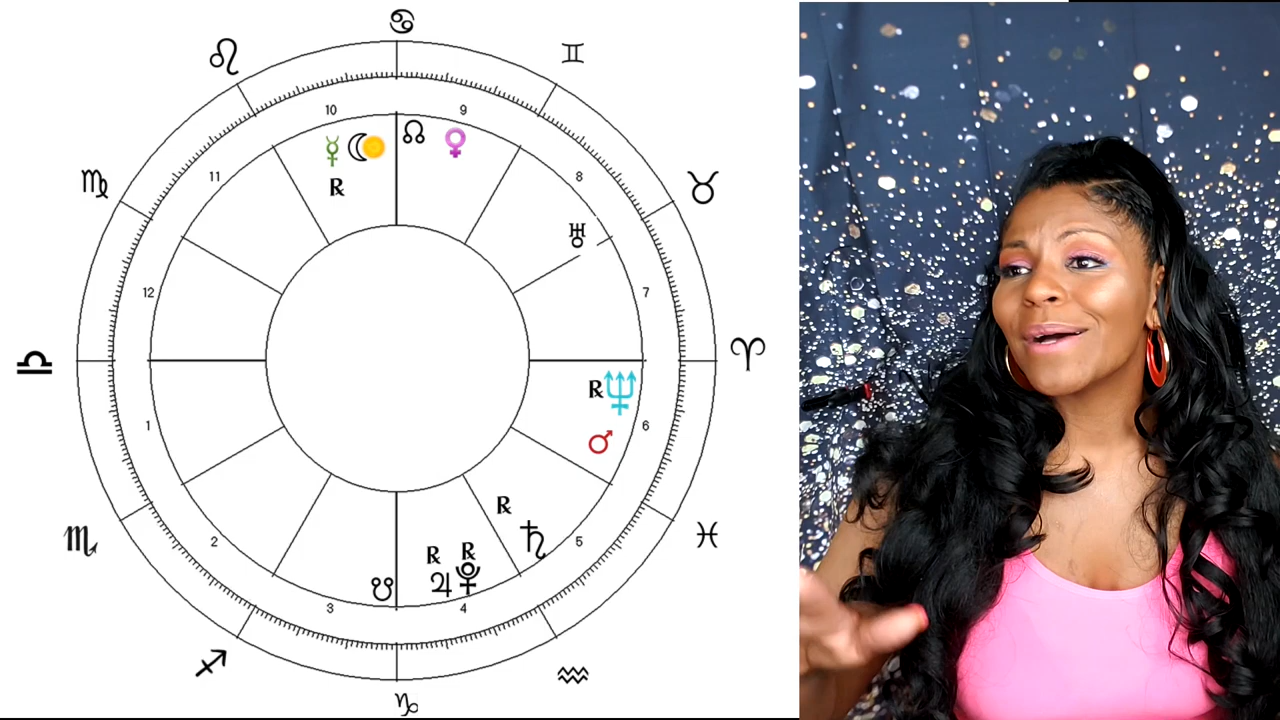 ♋
♌ ♊
10 9
☿ ☾ ☊ ♀
11 ℞ 8
♍ ♉
♅
12 7
♎ ♈
℞ ♆
1 ♂ 6
℞
♏ 2 ♄ 5 ♓
℞ ℞
☋ ♃ ♇
3 4
♐ ♒
♑